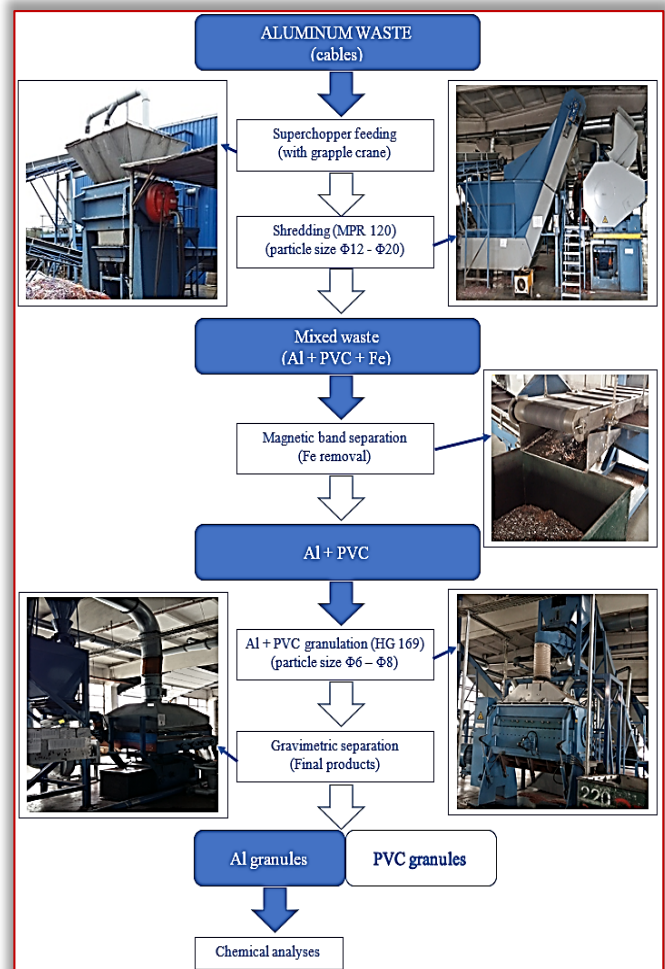 ALUMINUM WASTE
(cables)
Superchopper feeding
(with grapple crane)
Shredding (MPR 120)
(particle size Φ12 - Φ20)
Mixed waste
(Al + PVC + Fe)
Magnetic band separation
(Fe removal)
Al + PVC
Al + PVC granulation (HG 169)
(particle size Φ6 – Φ8)
Gravimetric separation
(Final products)
220
Al granules
PVC granules
Chemical analyses